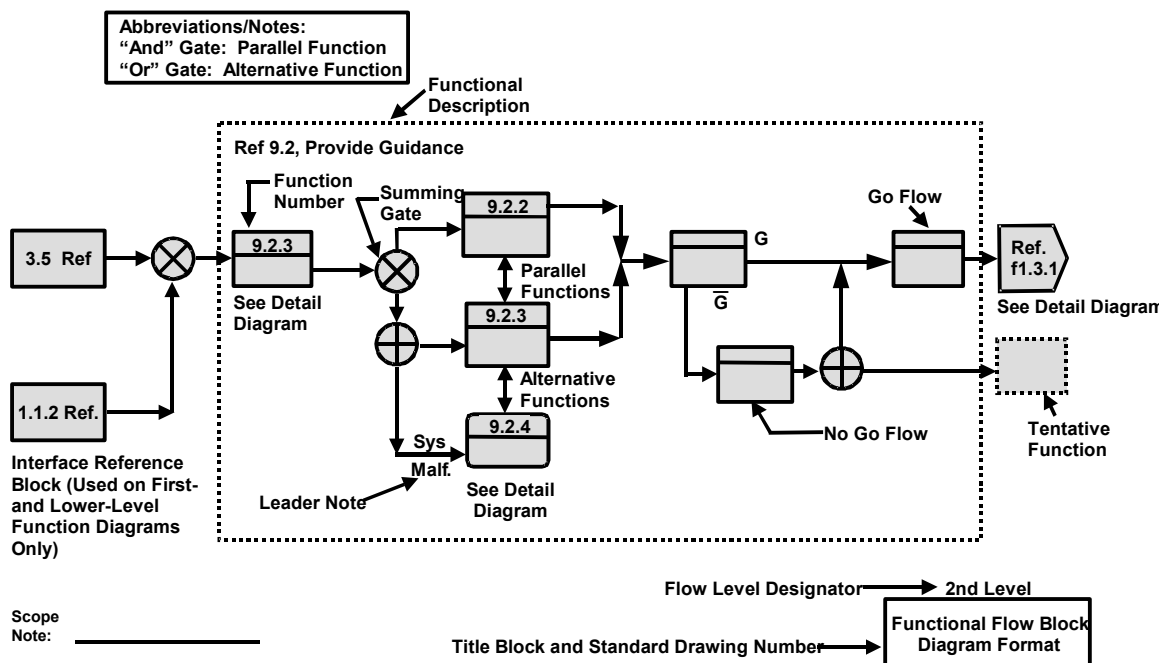 Abbreviations/Notes:
“And” Gate: Parallel Function
“Or” Gate: Alternative Function
Functional
Description
Ref 9.2, Provide Guidance
Function
Number
Summing
Gate
9.2.2
Go Flow
3.5 Ref
9.2.3
G
Ref.
f1.3.1
Parallel
Functions
See Detail
Diagram
G
See Detail Diagram
9.2.3
Alternative
Functions
1.1.2 Ref.
9.2.4
Sys
Malf.
No Go Flow
Tentative
Function
Interface Reference
Block (Used on First-
and Lower-Level
Function Diagrams
Only)
Leader Note
See Detail
Diagram
Flow Level Designator
2nd Level
Scope
Note:
Functional Flow Block
Diagram Format
Title Block and Standard Drawing Number